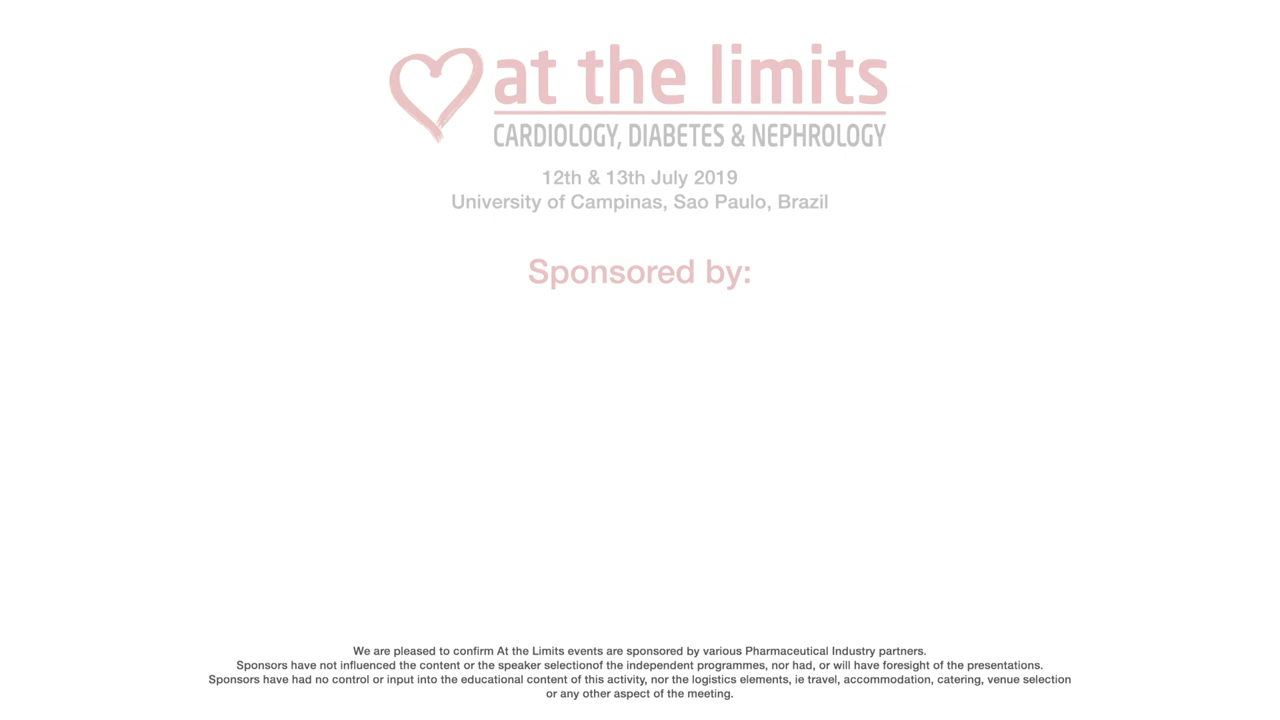 at the limits
CARDIOLOGY, DIABETES & NEPHROLOGY
12th & 13th July 2019
University of Campinas, Sao Paulo, Brazil
Sponsored by:
We are pleased to confirm At the Limits events are sponsored by various Pharmaceutical Industry partners.
Sponsors have not influenced the content or the speaker selectionof the independent programmes, nor had, or will have foresight of the presentations.
Sponsors have had no control or input into the educational content of this activity, nor the logistics elements, ie travel, accommodation, catering, venue selection
or any other aspect of the meeting.